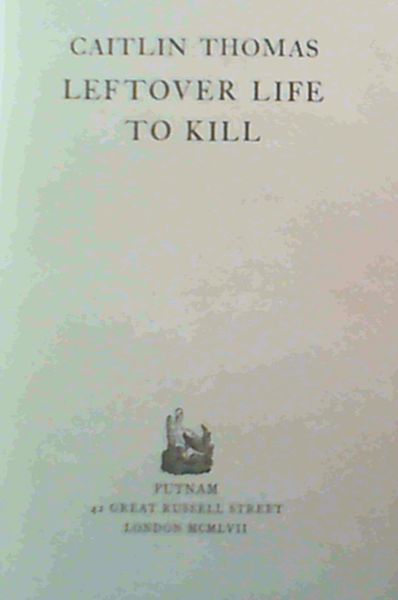 CAITLIN THOMAS
LEFTOVER LIFE
TO KILL
PUTNAM
42 GREAT RUSSELL STREET
LONDON MCMLVII